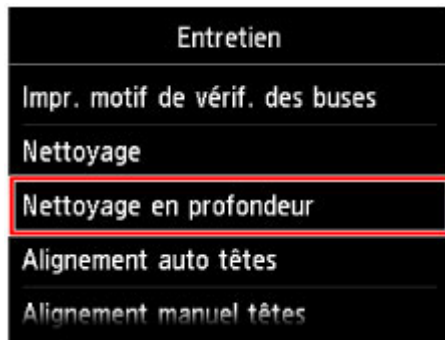 Entretien
Impr. motif de vérif. des buses
Nettoyage
Nettoyage en profondeur
Alignement auto têtes
Alignement manuel têtes